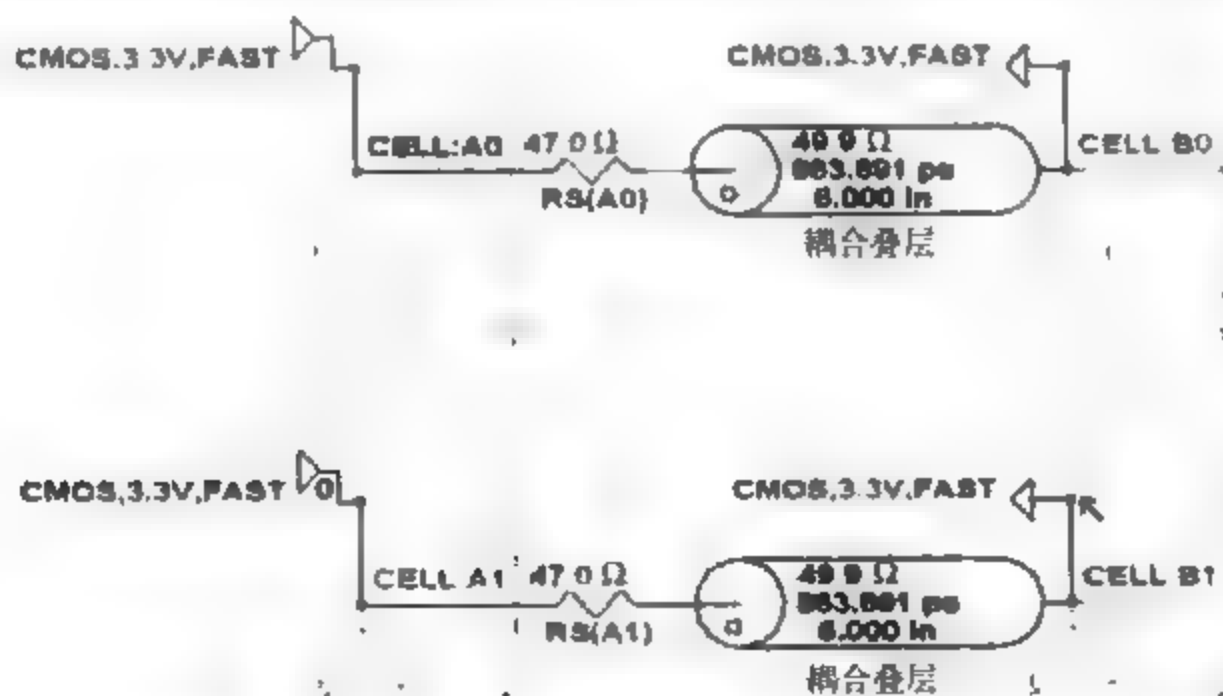 CMOS.3 3V,FAST
CMOS.3.3V.FAST
CELL:A0
47 0 Ω
RS(A0)
49 9 Ω
6.000 in
耦合叠层
CELL B0
CMOS,3.3V,FAST
0
CMOS,3.3V.FAST
CELL A1
47 0 Ω
RS(A1)
49 9 Ω
6.000 in
耦合叠层
CELL B1